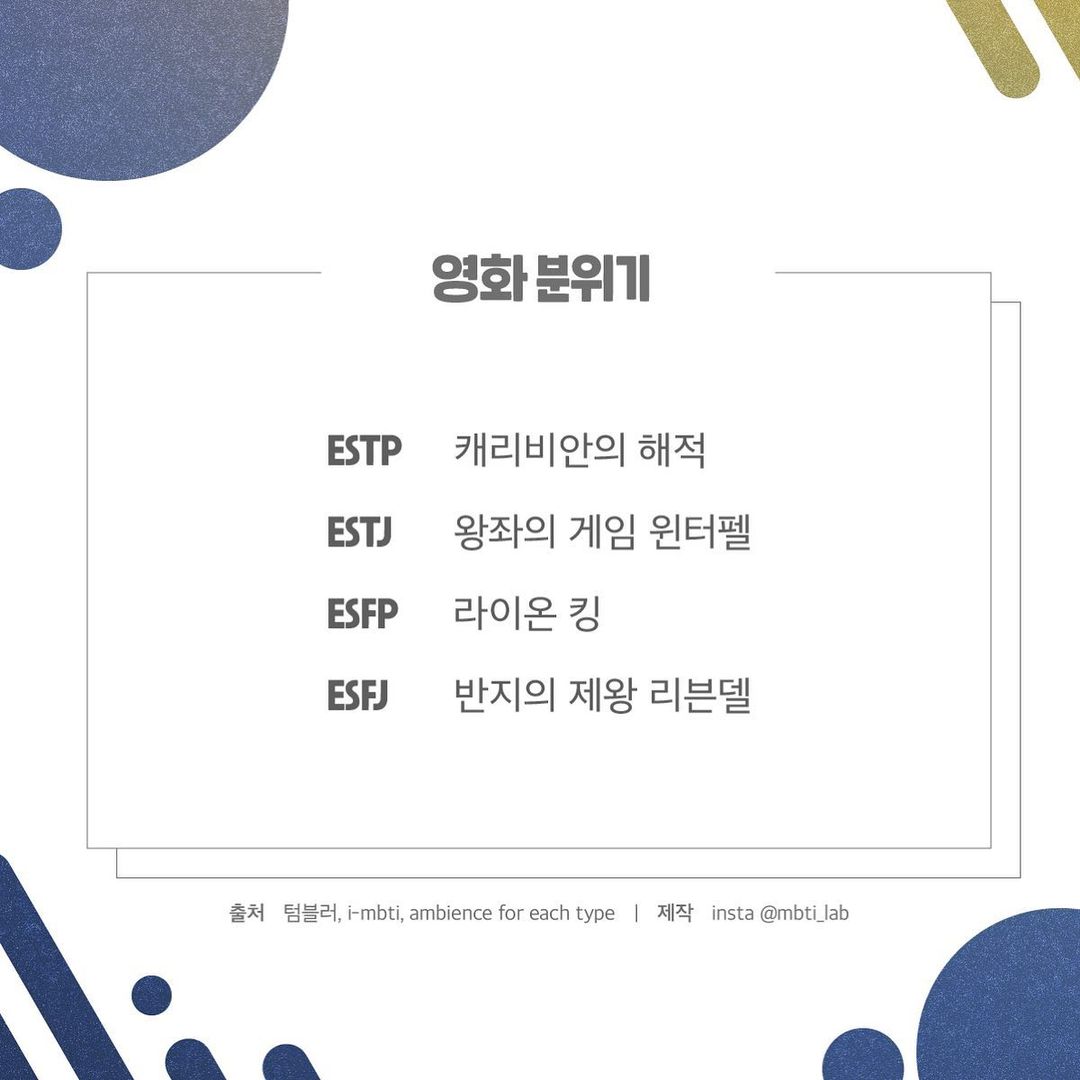 영화 분위기
ESTP 캐리비안의 해적
ESTJ 왕좌의 게임 윈터펠
ESFP 라이온 킹
ESFJ 반지의 제왕 리븐델
출처 텀블러, i-mbti, ambience for each type | 제작 insta @mbti_lab